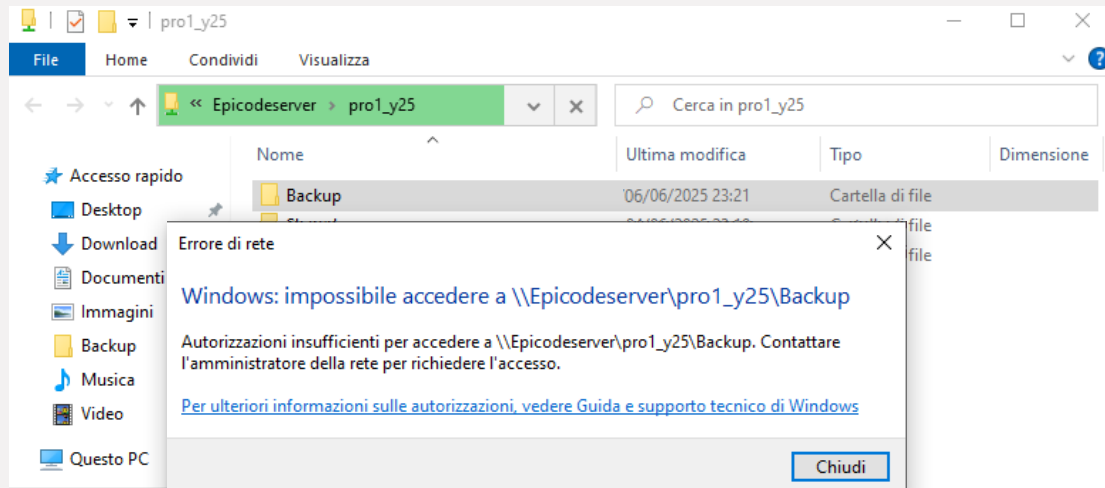 pro1_y25
File Home Condividi Visualizza
« Epicodeserver > pro1_y25
Cerca in pro1_y25
Nome Ultima modifica Tipo Dimensione
Accesso rapido
Backup 06/06/2025 23:21 Cartella di file
Desktop
file
Download
file
Documenti
Immagini
Backup
Musica
Video
Questo PC
Errore di rete
Windows: impossibile accedere a \\Epicodeserver\pro1_y25\Backup
Autorizzazioni insufficienti per accedere a \\Epicodeserver\pro1_y25\Backup. Contattare
l'amministratore della rete per richiedere l'accesso.
Per ulteriori informazioni sulle autorizzazioni, vedere Guida e supporto tecnico di Windows
Chiudi